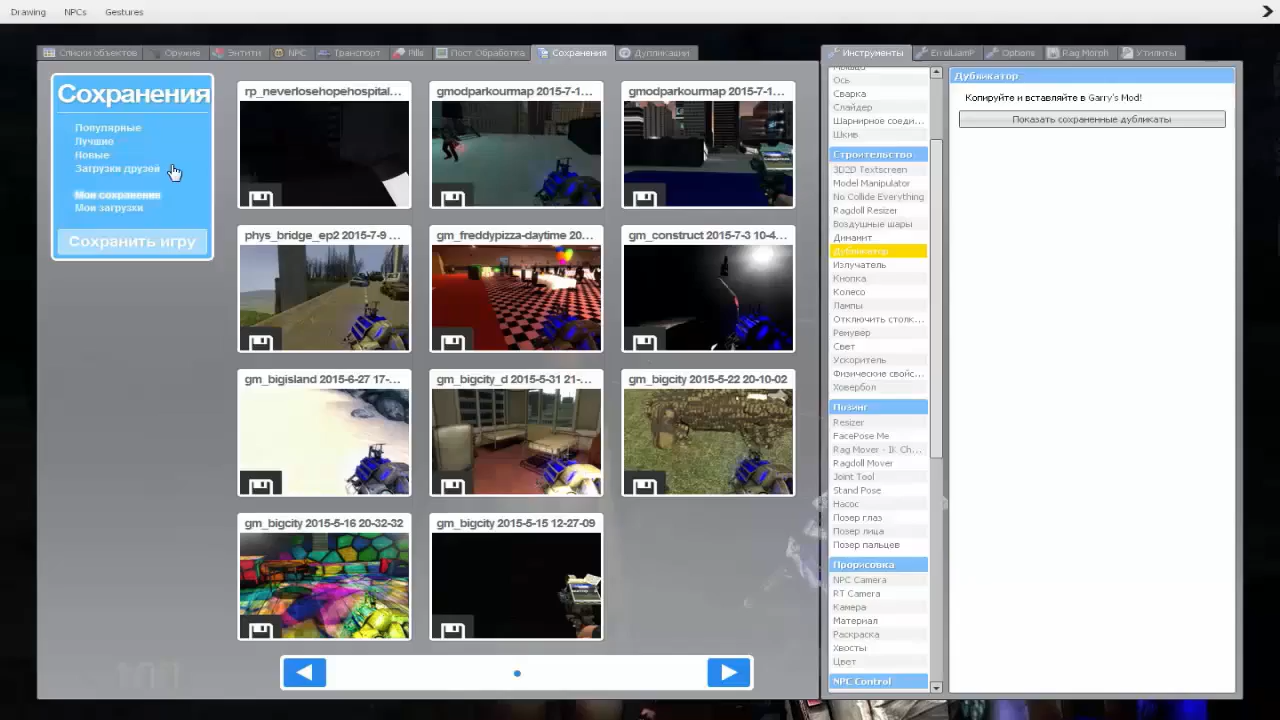 Drawing NPCs Gestures
Списки объектов Оружие Энтити NPC Транспорт Pills Пост Обработка Сохранения Дупликации
Инструменты ErrolLiamP Options Rag Morph Утилиты
Сохранения
Популярные
Лучшие
Новые
Загрузки друзей
Мои сохранения
Мои загрузки
Сохранить игру
rp_neverlosehopehospital...
gmodparkourmap 2015-7-1...
gmodparkourmap 2015-7-1...
phys_bridge_ep2 2015-7-9 ...
gm_freddypizza-daytime 20...
gm_construct 2015-7-3 10-4...
gm_bigisland 2015-6-27 17-...
gm_bigcity_d 2015-5-31 21-...
gm_bigcity 2015-5-22 20-10-02
gm_bigcity 2015-5-16 20-32-32
gm_bigcity 2015-5-15 12-27-09
Ось
Сварка
Слайдер
Шарнирное соеди...
Шкив
Строительство
3D2D Textscreen
Model Manipulator
No Collide Everything
Ragdoll Resizer
Воздушные шары
Динамит
Дубликатор
Излучатель
Кнопка
Колесо
Лампы
Отключить столк...
Ремувер
Свет
Ускоритель
Физические свойс...
Ховербол
Позинг
Resizer
FacePose Me
Rag Mover - IK Ch...
Ragdoll Mover
Joint Tool
Stand Pose
Насос
Позер глаз
Позер лица
Позер пальцев
Прорисовка
NPC Camera
RT Camera
Камера
Материал
Раскраска
Хвосты
Цвет
NPC Control
Дубликатор
Копируйте и вставляйте в Garry's Mod!
Показать сохраненные дубликаты